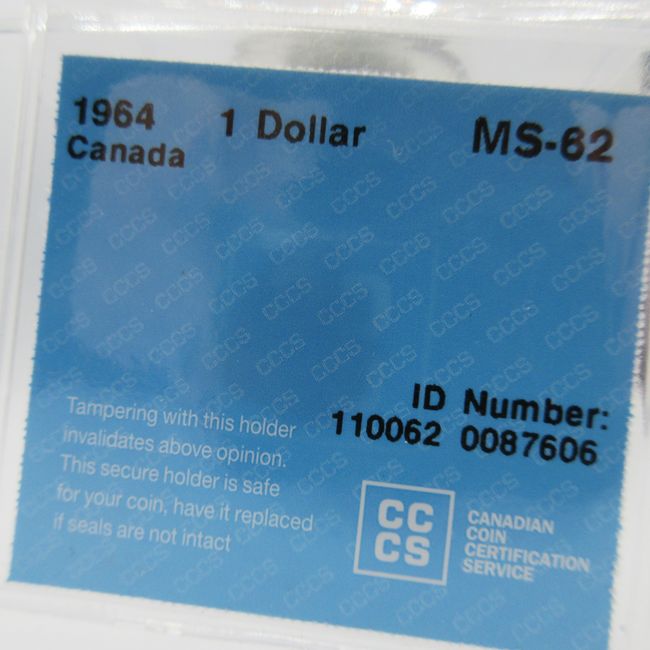 1964 1 Dollar MS-62
Canada
ID Number:
110062 0087606
Tampering with this holder
invalidates above opinion.
This secure holder is safe
for your coin, have it replaced
if seals are not intact
CC
CS
CANADIAN
COIN
CERTIFICATION
SERVICE